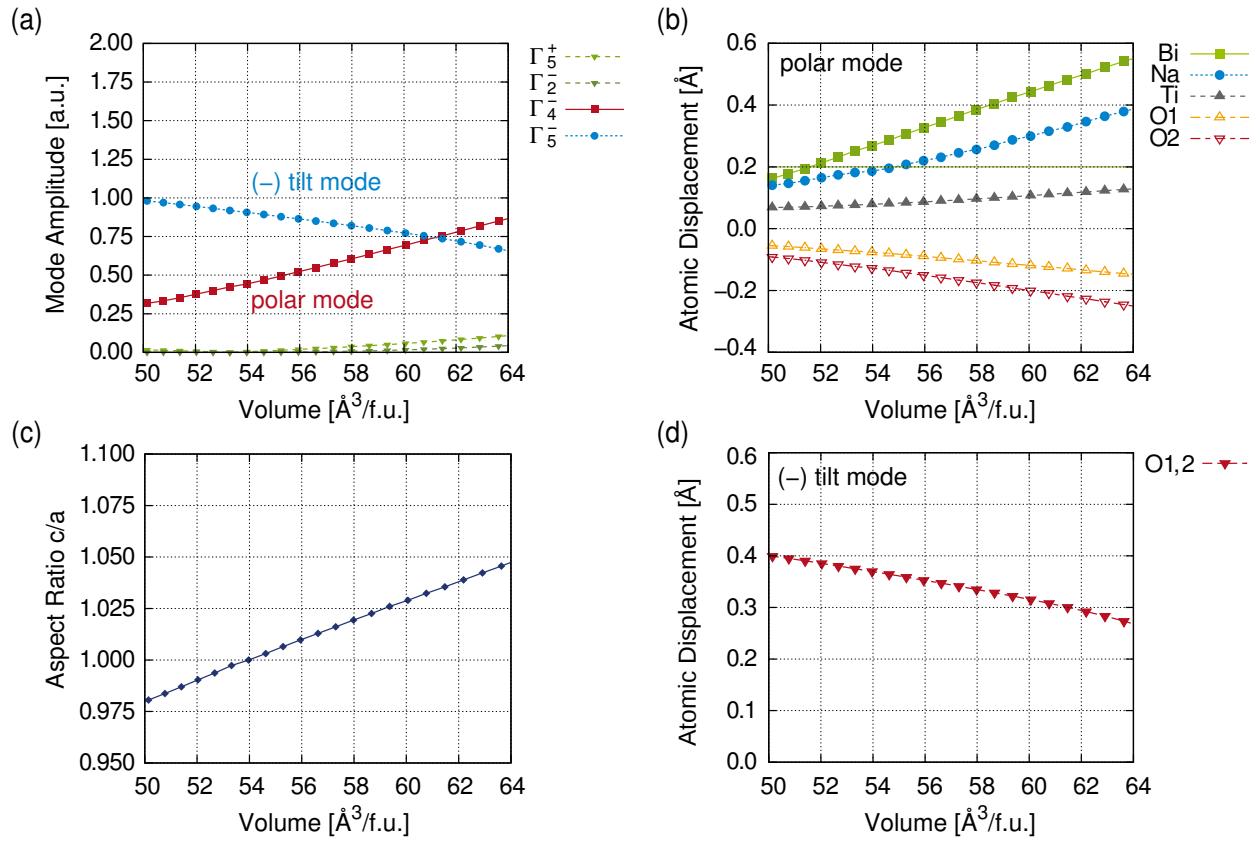 (a)
Mode Amplitude [a.u.]
2.00
1.75
1.50
1.25
1.00
0.75
0.50
0.25
0.00
50 52 54 56 58 60 62 64
Volume [Å³/f.u.]
(−) tilt mode
polar mode
Γ₅⁺
Γ₂⁻
Γ₄⁻
Γ₅⁻
(b)
Atomic Displacement [Å]
0.6
0.4
0.2
0.0
−0.2
−0.4
50 52 54 56 58 60 62 64
Volume [Å³/f.u.]
polar mode
Bi
Na
Ti
O1
O2
(c)
Aspect Ratio c/a
1.100
1.075
1.050
1.025
1.000
0.975
0.950
50 52 54 56 58 60 62 64
Volume [Å³/f.u.]
(d)
Atomic Displacement [Å]
0.6
0.5
0.4
0.3
0.2
0.1
0.0
50 52 54 56 58 60 62 64
Volume [Å³/f.u.]
(−) tilt mode
O1,2